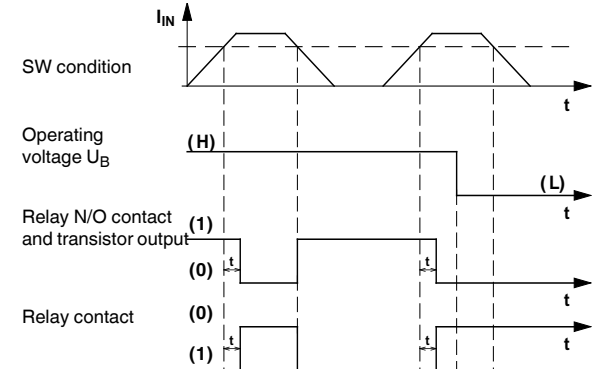 I_IN
SW condition
t
Operating
voltage U_B
(H)
(L)
t
Relay N/O contact
and transistor output
(1)
(0)
t
t
t
Relay contact
(0)
(1)
t
t
t